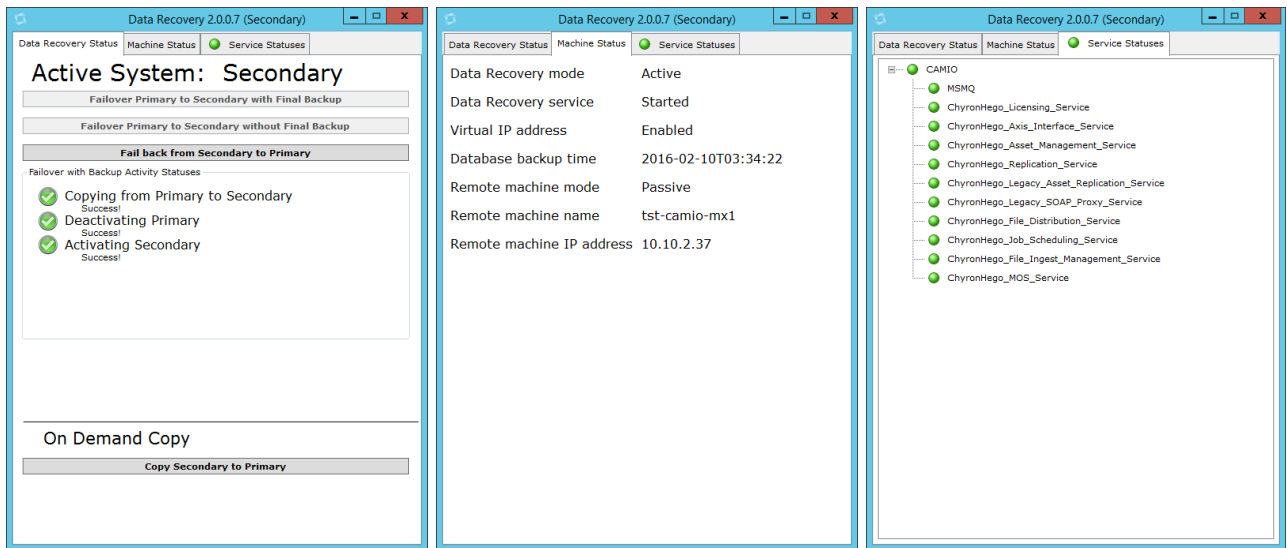 Data Recovery 2.0.0.7 (Secondary)
Data Recovery Status Machine Status Service Statuses
Active System: Secondary
Failover Primary to Secondary with Final Backup
Failover Primary to Secondary without Final Backup
Fail back from Secondary to Primary
Failover with Backup Activity Statuses
Copying from Primary to Secondary
Success!
Deactivating Primary
Success!
Activating Secondary
Success!
On Demand Copy
Copy Secondary to Primary
Data Recovery 2.0.0.7 (Secondary)
Data Recovery Status Machine Status Service Statuses
Data Recovery mode Active
Data Recovery service Started
Virtual IP address Enabled
Database backup time 2016-02-10T03:34:22
Remote machine mode Passive
Remote machine name tst-camio-mx1
Remote machine IP address 10.10.2.37
Data Recovery 2.0.0.7 (Secondary)
Data Recovery Status Machine Status Service Statuses
CAMIO
MSMQ
ChyronHego_Licensing_Service
ChyronHego_Axis_Interface_Service
ChyronHego_Asset_Management_Service
ChyronHego_Replication_Service
ChyronHego_Legacy_Asset_Replication_Service
ChyronHego_Legacy_SOAP_Proxy_Service
ChyronHego_File_Distribution_Service
ChyronHego_Job_Scheduling_Service
ChyronHego_File_Ingest_Management_Service
ChyronHego_MOS_Service